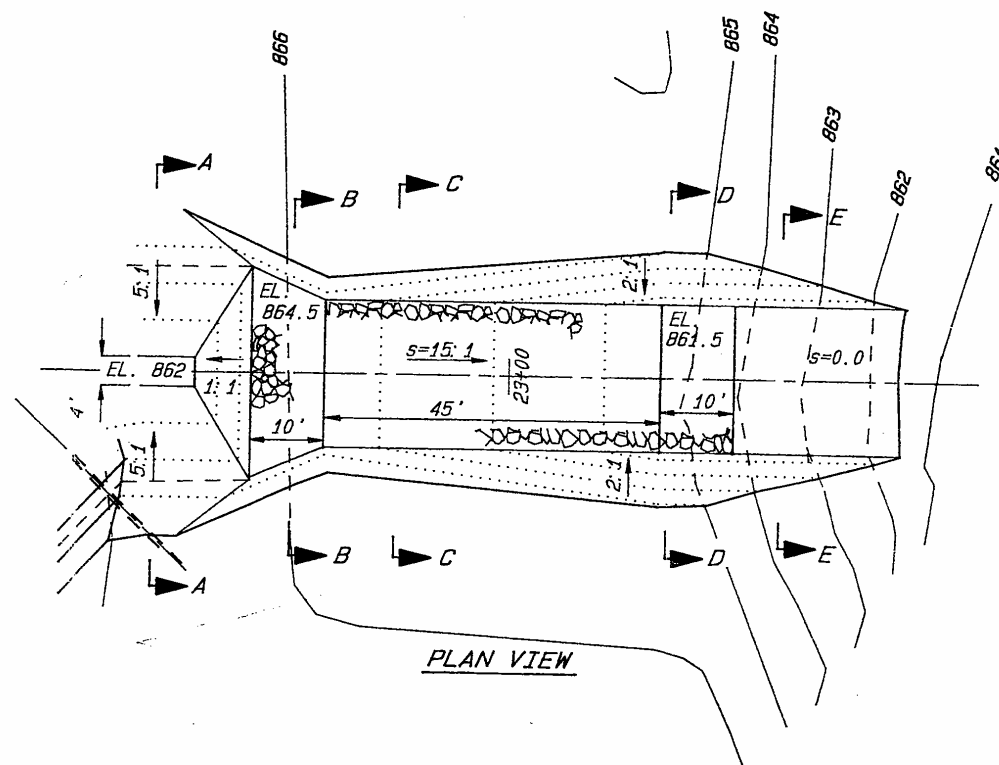 866
865
864
863
862
861
A
B
C
D
E
5:1
EL.
864.5
2:1
EL.
861.5
EL. 862
1:1
s=15:1
23+00
s=0.0
4'
10'
45'
10'
5:1
2:1
A
B
C
D
E
PLAN VIEW